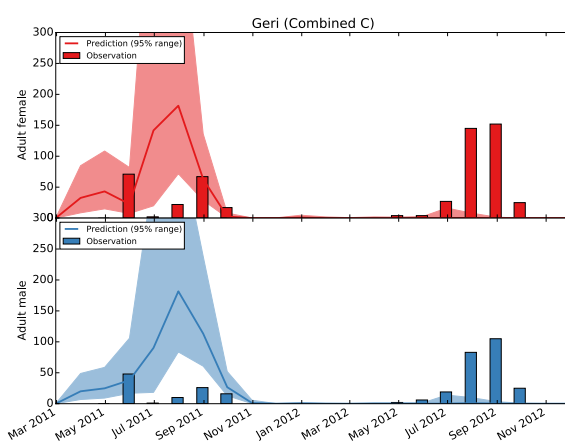 Geri (Combined C)
300
250
200
150
100
50
0
Adult female
Prediction (95% range)
Observation
300
250
200
150
100
50
0
Adult male
Prediction (95% range)
Observation
Mar 2011
May 2011
Jul 2011
Sep 2011
Nov 2011
Jan 2012
Mar 2012
May 2012
Jul 2012
Sep 2012
Nov 2012